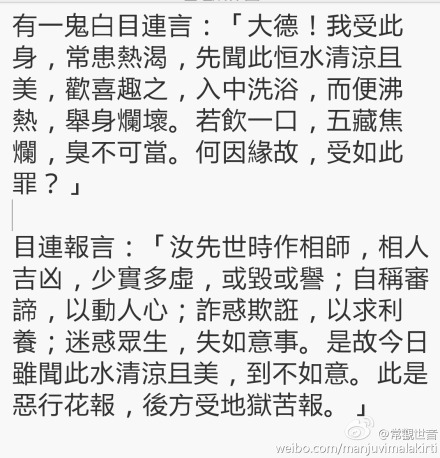 有一鬼白目連言：「大德！我受此
身，常患熱渴，先聞此恒水清涼且
美，歡喜趣之，入中洗浴，而便沸
熱，舉身爛壞。若飲一口，五藏焦
爛，臭不可當。何因緣故，受如此
罪？」
目連報言：「汝先世時作相師，相人
吉凶，少實多虛，或毀或譽；自稱審
諦，以動人心；詐惑欺誑，以求利
養；迷惑眾生，失如意事。是故今日
雖聞此水清涼且美，到不如意。此是
惡行花報，後方受地獄苦報。」
@常觀世音
weibo.com/manjuvimalakirti